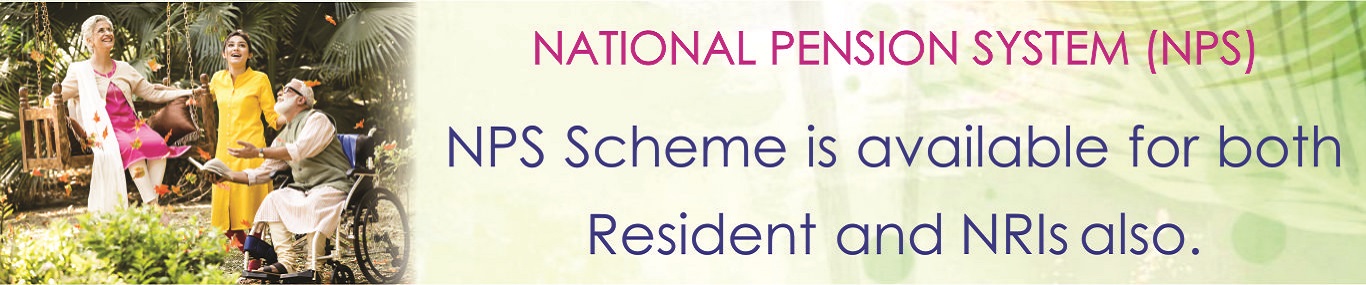 NATIONAL PENSION SYSTEM (NPS)
NPS Scheme is available for both
Resident and NRIs also.